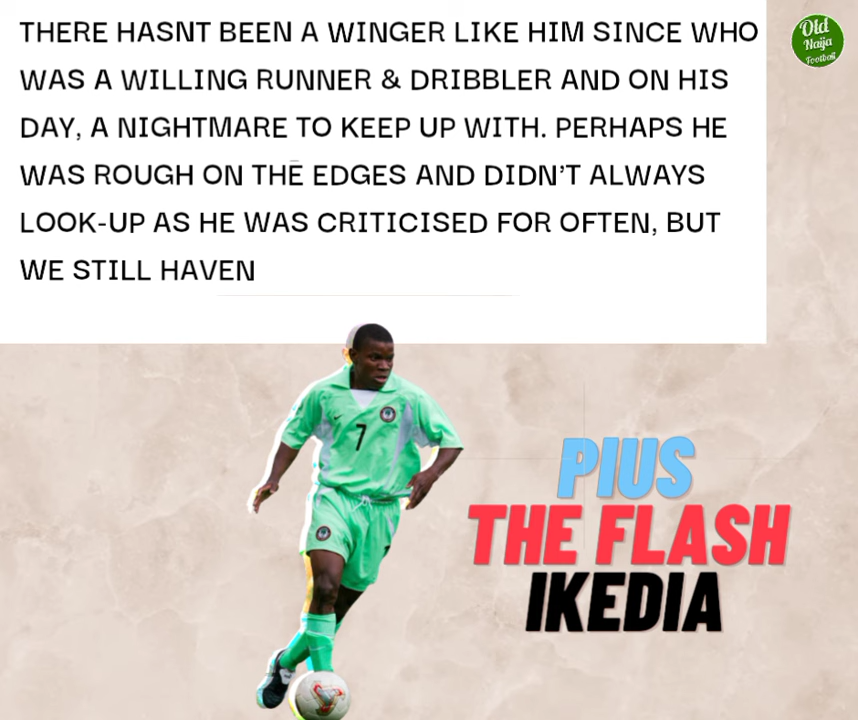 THERE HASNT BEEN A WINGER LIKE HIM SINCE WHO
WAS A WILLING RUNNER & DRIBBLER AND ON HIS
DAY, A NIGHTMARE TO KEEP UP WITH. PERHAPS HE
WAS ROUGH ON THE EDGES AND DIDN'T ALWAYS
LOOK-UP AS HE WAS CRITICISED FOR OFTEN, BUT
WE STILL HAVEN
Old
Naija
Football
7
PIUS
THE FLASH
IKEDIA